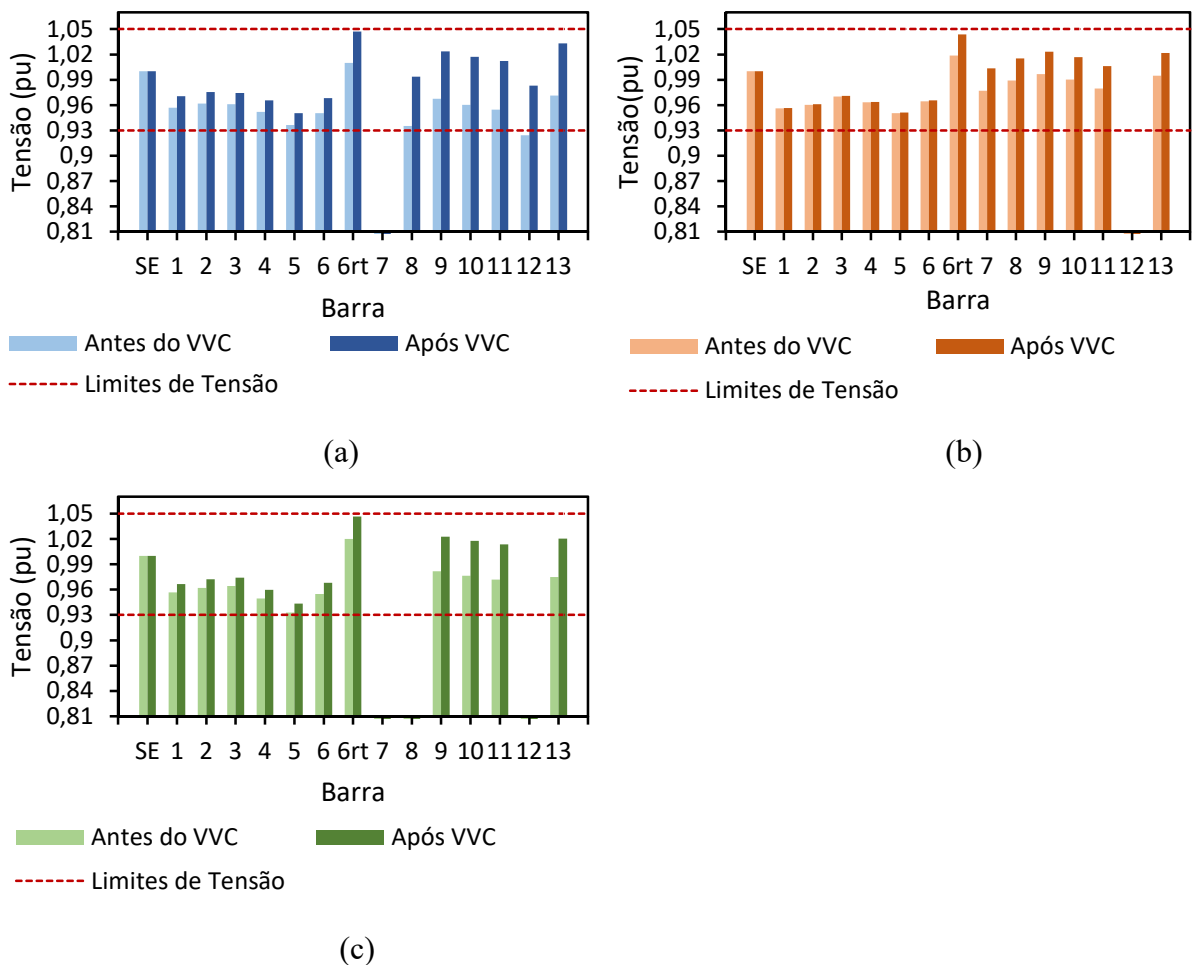 1,05
1,02
0,99
0,96
0,93
0,9
0,87
0,84
0,81
Tensão (pu)
SE 1 2 3 4 5 6 6rt 7 8 9 10 11 12 13
Barra
Antes do VVC
Após VVC
Limites de Tensão
(a)
1,05
1,02
0,99
0,96
0,93
0,9
0,87
0,84
0,81
Tensão(pu)
SE 1 2 3 4 5 6 6rt 7 8 9 10 11 12 13
Barra
Antes do VVC
Após VVC
Limites de Tensão
(b)
1,05
1,02
0,99
0,96
0,93
0,9
0,87
0,84
0,81
Tensão (pu)
SE 1 2 3 4 5 6 6rt 7 8 9 10 11 12 13
Barra
Antes do VVC
Após VVC
Limites de Tensão
(c)